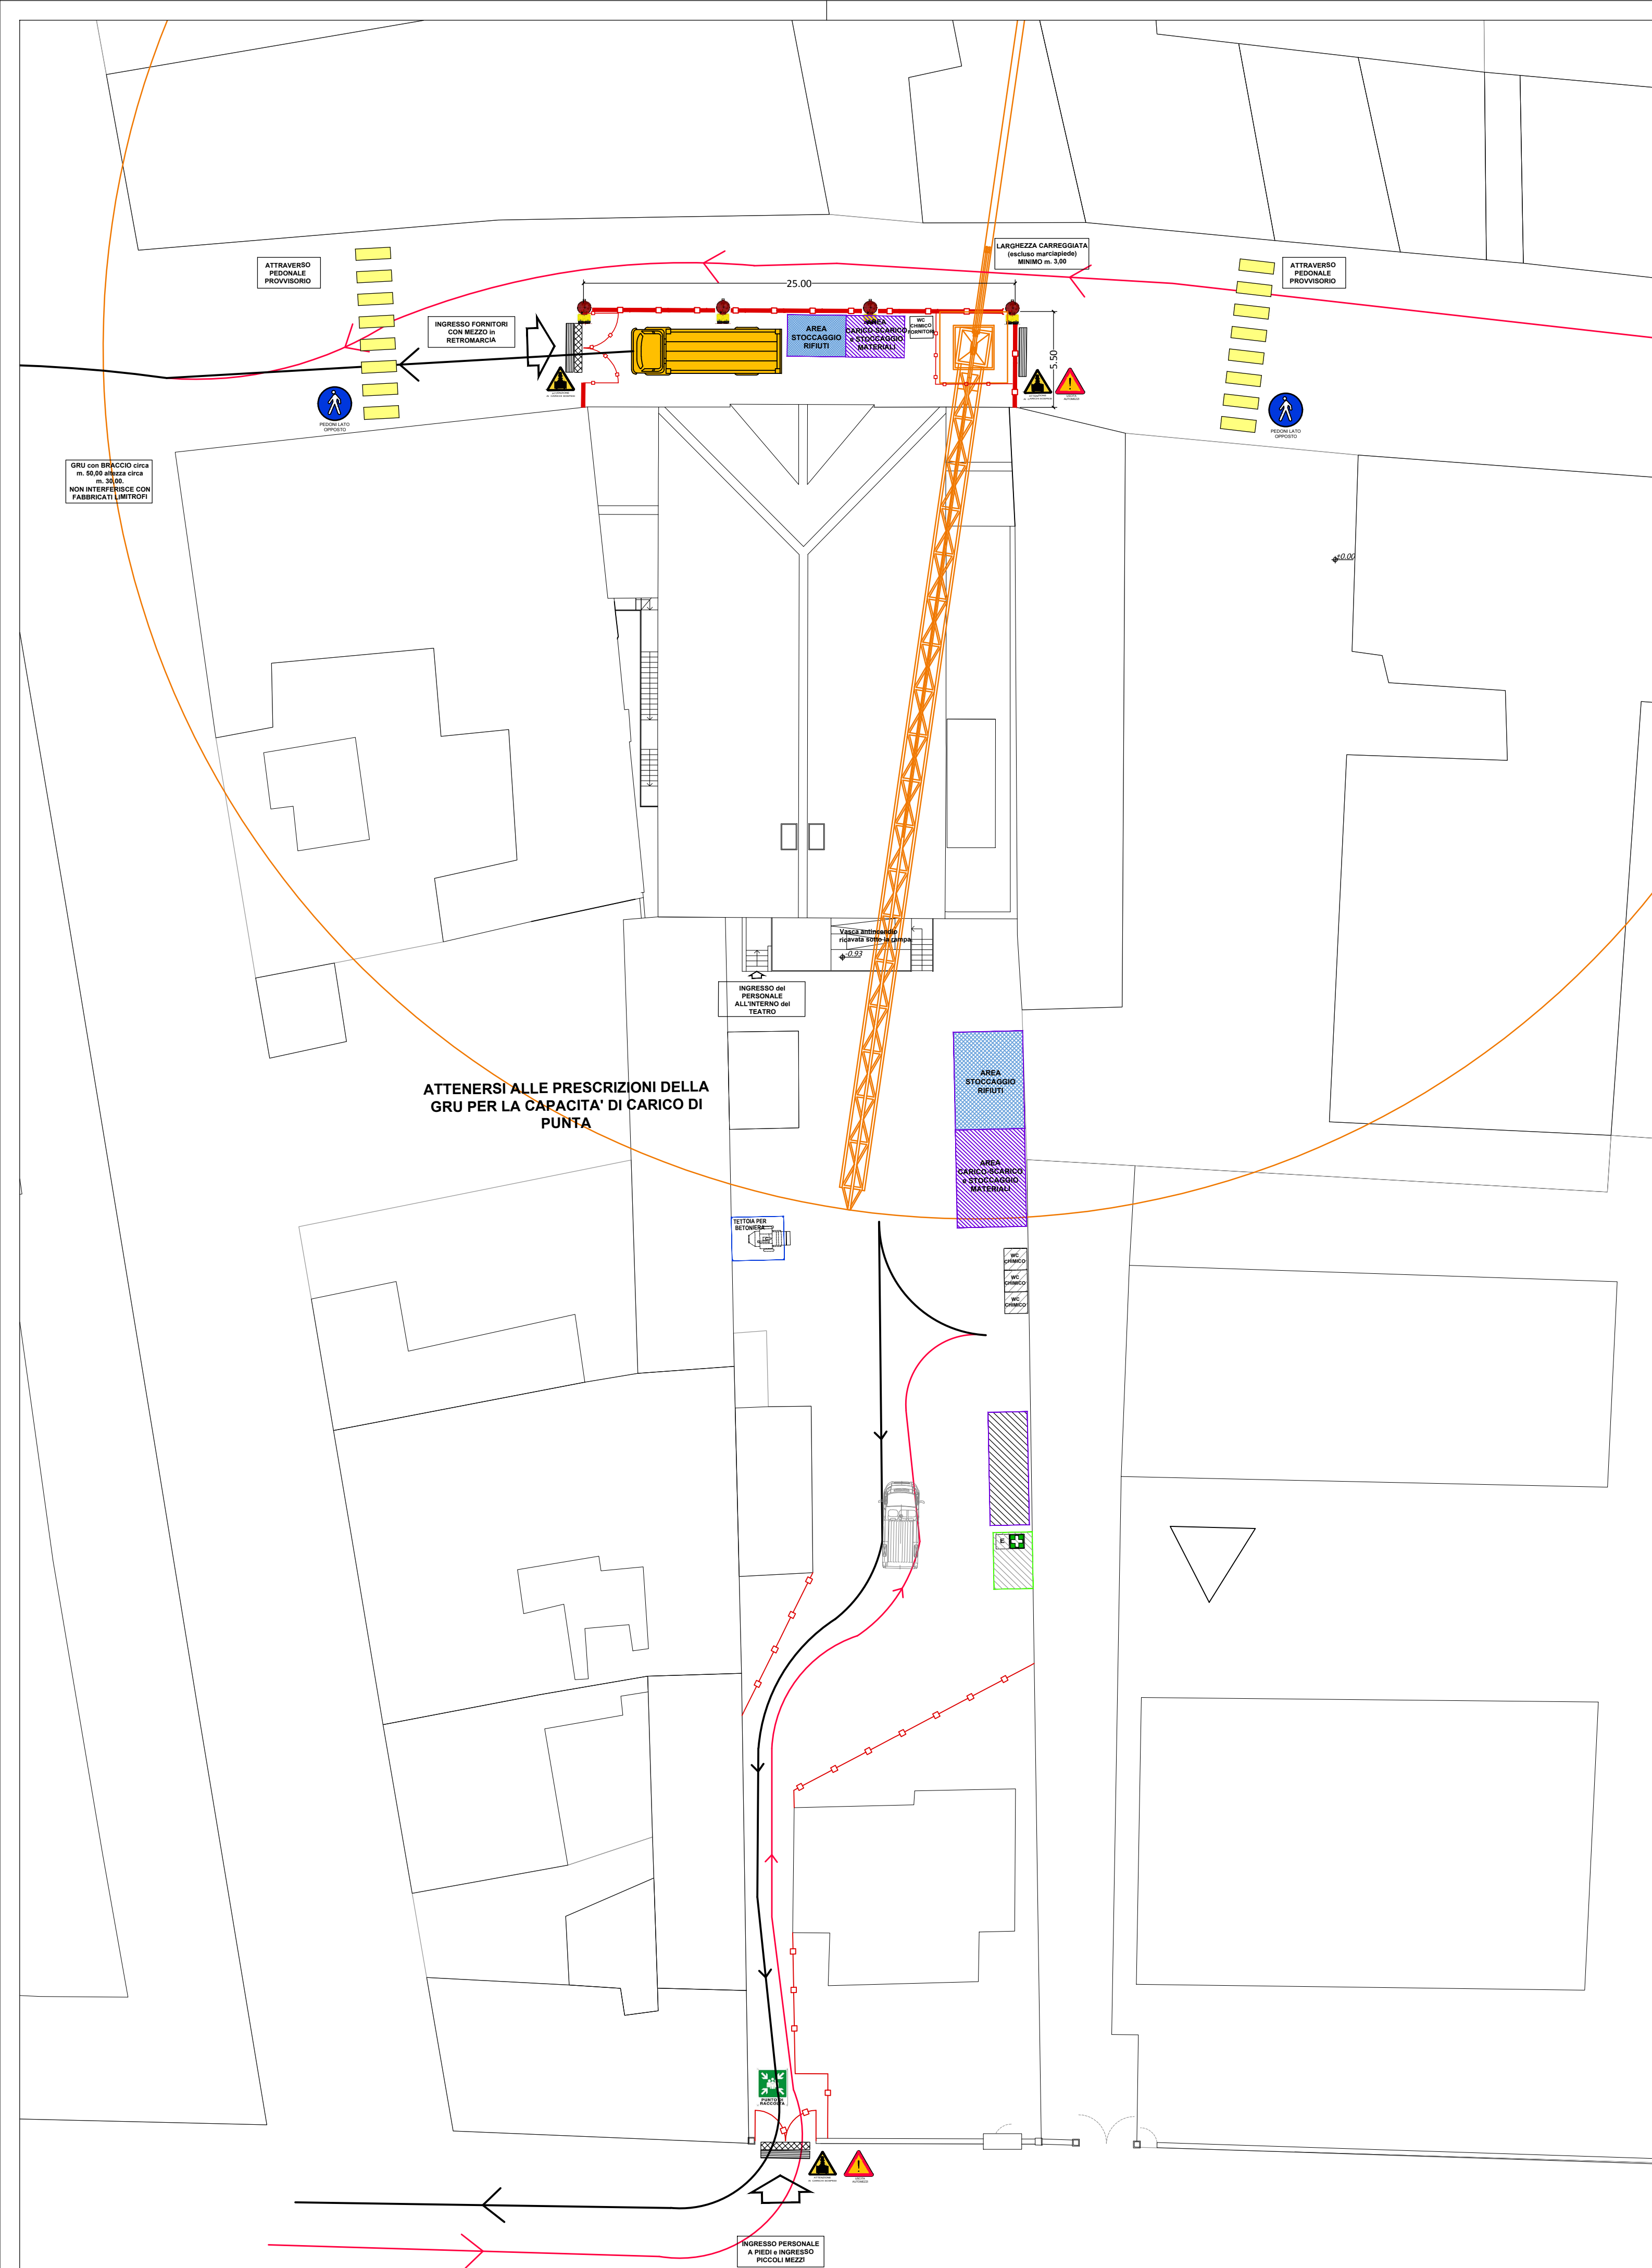 LARGHEZZA CARREGGIATA
(escluso marciapiede)
MINIMO m. 3,00
ATTRAVERSO
PEDONALE
PROVVISORIO
ATTRAVERSO
PEDONALE
PROVVISORIO
25.00
INGRESSO FORNITORI
CON MEZZO in
RETROMARCIA
AREA
STOCCAGGIO
RIFIUTI
AREA
CARICO-SCARICO
e STOCCAGGIO
MATERIALI
WC
CHIMICO
FORNITORI
5.50
PEDONI LATO
OPPOSTO
PEDONI LATO
OPPOSTO
GRU con BRACCIO circa
m. 50,00 altezza circa
m. 30,00.
NON INTERFERISCE CON
FABBRICATI LIMITROFI
±0.00
Vasca antincendio
ricavata sotto la rampa
-0.93
INGRESSO del
PERSONALE
ALL'INTERNO del
TEATRO
AREA
STOCCAGGIO
RIFIUTI
ATTENERSI ALLE PRESCRIZIONI DELLA
GRU PER LA CAPACITA' DI CARICO DI
PUNTA
AREA
CARICO-SCARICO
e STOCCAGGIO
MATERIALI
TETTOIA PER
BETONIERA
WC
CHIMICO
WC
CHIMICO
WC
CHIMICO
E
PUNTO DI
RACCOLTA
USCITA
AUTOMEZZI
INGRESSO PERSONALE
A PIEDI e INGRESSO
PICCOLI MEZZI